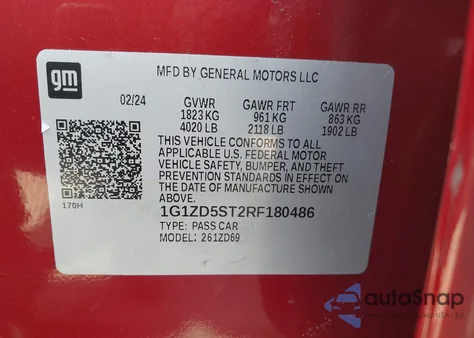 gm
MFD BY GENERAL MOTORS LLC
02/24 GVWR GAWR FRT GAWR RR
1823 KG 961 KG 863 KG
4020 LB 2118 LB 1902 LB
THIS VEHICLE CONFORMS TO ALL
APPLICABLE U.S. FEDERAL MOTOR
VEHICLE SAFETY, BUMPER, AND THEFT
PREVENTION STANDARDS IN EFFECT ON THE
DATE OF MANUFACTURE SHOWN
ABOVE.
170H
1G1ZD5ST2RF180486
TYPE: PASS CAR
MODEL: 261ZD69
autoSnap